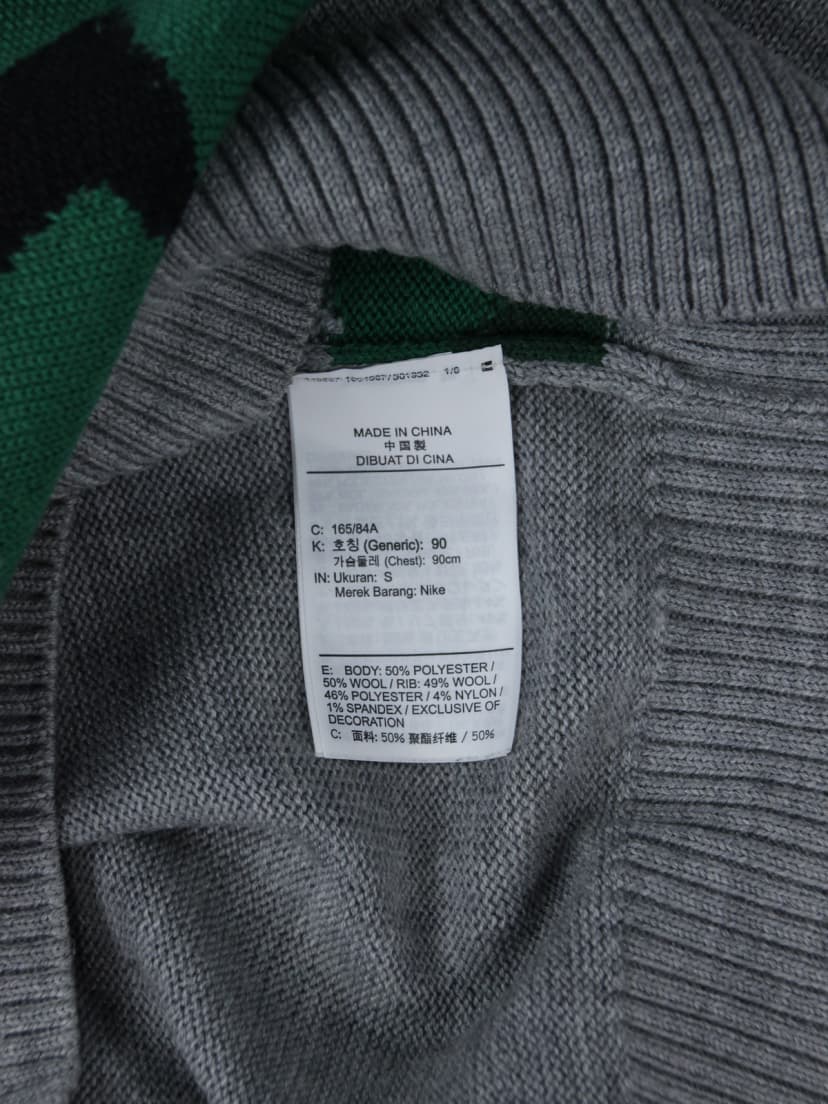 1/6
MADE IN CHINA
中国製
DIBUAT DI CINA
C: 165/84A
K: 호칭 (Generic): 90
가슴둘레 (Chest): 90cm
IN: Ukuran: S
Merek Barang: Nike
E: BODY: 50% POLYESTER /
50% WOOL / RIB: 49% WOOL /
46% POLYESTER / 4% NYLON /
1% SPANDEX / EXCLUSIVE OF
DECORATION
C: 面料: 50% 聚酯纤维 / 50%